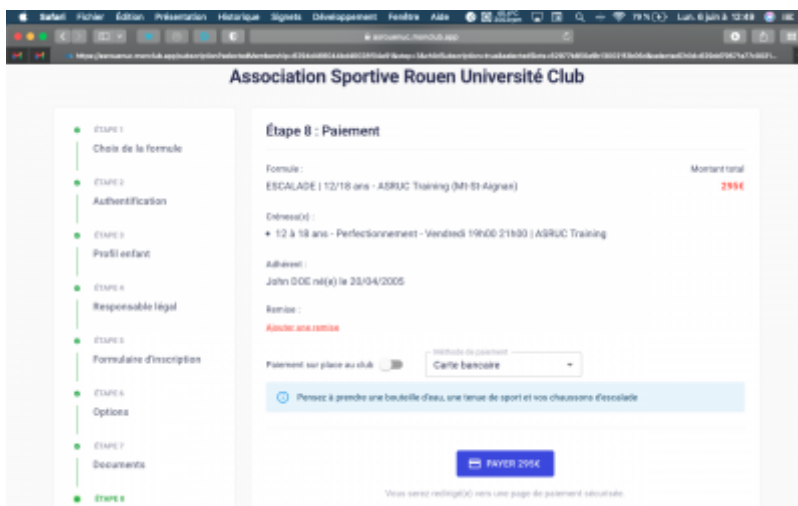 Safari Fichier Édition Présentation Historique Signets Développement Fenêtre Aide Lun. 6 juin à 12:49
asrouenuc.monclub.app
Association Sportive Rouen Université Club
ÉTAPE 1
Choix de la formule
ÉTAPE 2
Authentification
ÉTAPE 3
Profil enfant
ÉTAPE 4
Responsable légal
ÉTAPE 5
Formulaire d'inscription
ÉTAPE 6
Options
ÉTAPE 7
Documents
ÉTAPE 8
Étape 8 : Paiement
Formule :
Montant total
ESCALADE | 12/18 ans - ASRUC Training (Mt-St-Aignan)
295€
Créneau(x) :
• 12 à 18 ans - Perfectionnement - Vendredi 19h00 21h00 | ASRUC Training
Adhérent :
John DOE né(e) le 20/04/2005
Remise :
Ajouter une remise
Paiement sur place au club
Méthode de paiement
Carte bancaire
Pensez à prendre une bouteille d'eau, une tenue de sport et vos chaussons d'escalade
PAYER 295€
Vous serez redirigé(e) vers une page de paiement sécurisée.